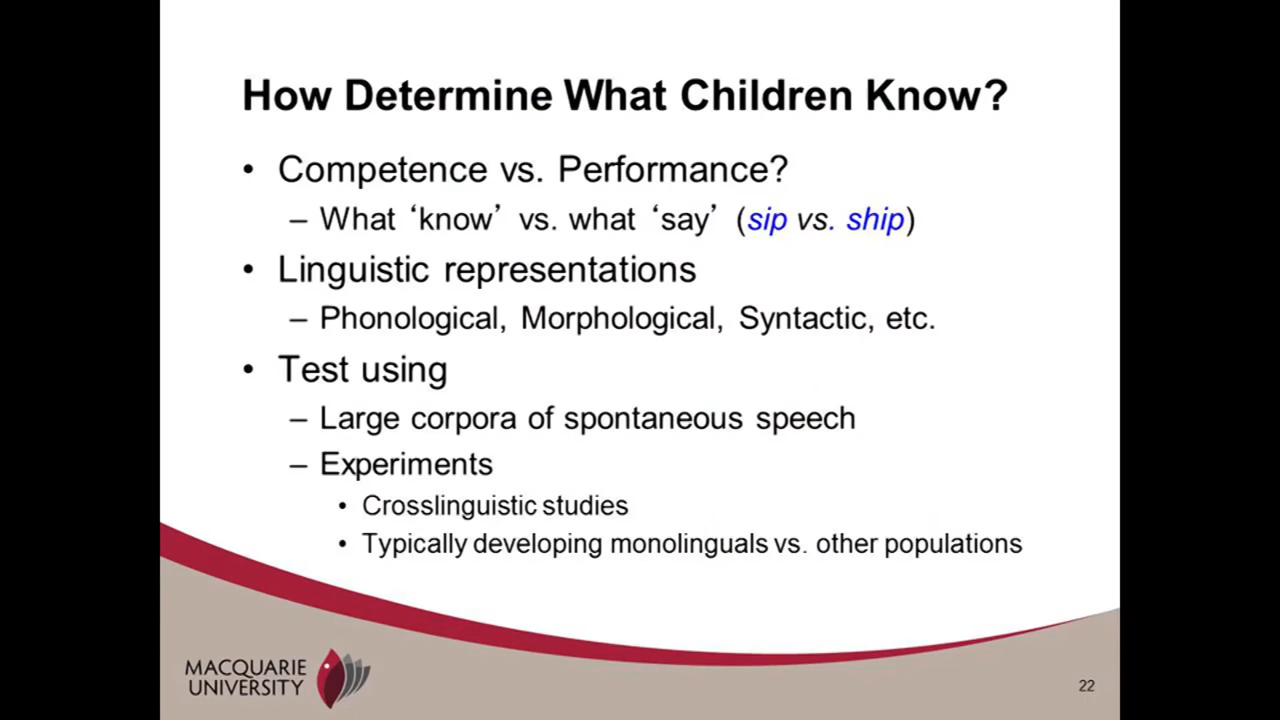 How Determine What Children Know?
• Competence vs. Performance?
– What ‘know’ vs. what ‘say’ (sip vs. ship)
• Linguistic representations
– Phonological, Morphological, Syntactic, etc.
• Test using
– Large corpora of spontaneous speech
– Experiments
• Crosslinguistic studies
• Typically developing monolinguals vs. other populations
MACQUARIE
UNIVERSITY
22